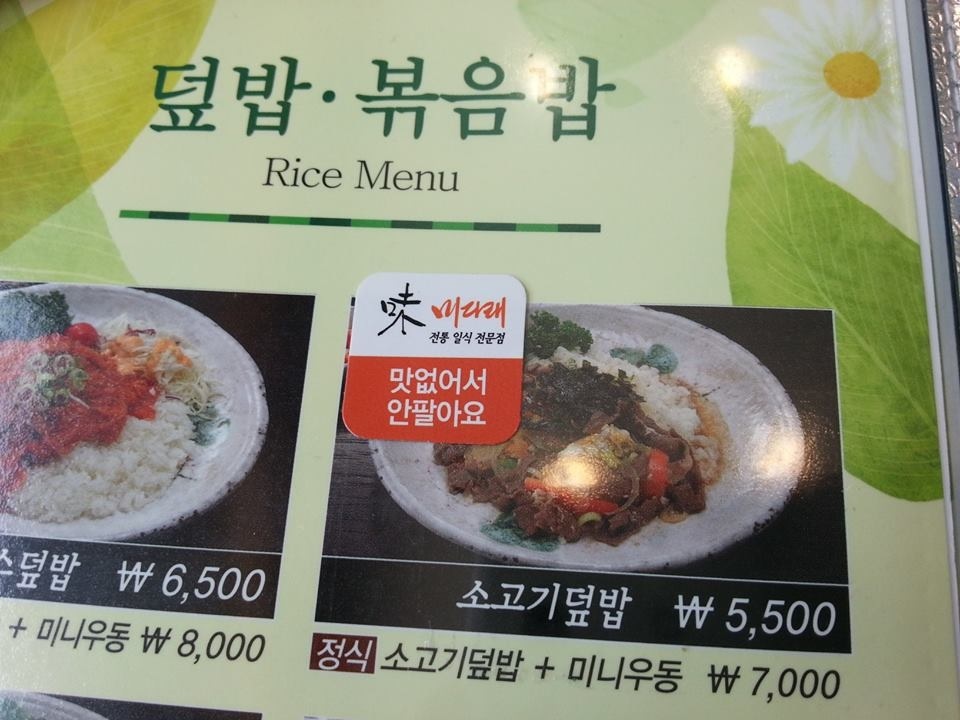 덮밥·볶음밥
Rice Menu
味 미다래
전통 일식 전문점
맛없어서
안팔아요
덮밥 ₩ 6,500
+ 미니우동 ₩ 8,000
소고기덮밥 ₩ 5,500
정식 소고기덮밥 + 미니우동 ₩ 7,000